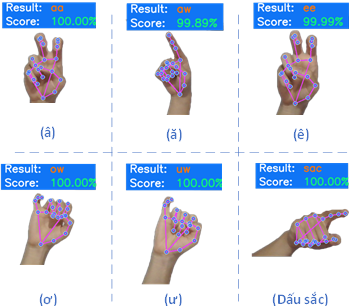 Result: aa
Score: 100.00%
Result: aw
Score: 99.89%
Result: ee
Score: 99.99%
(â)
(ă)
(ê)
Result: ow
Score: 100.00%
Result: uw
Score: 100.00%
Result: sac
Score: 100.00%
(ơ)
(ư)
(Dấu sắc)